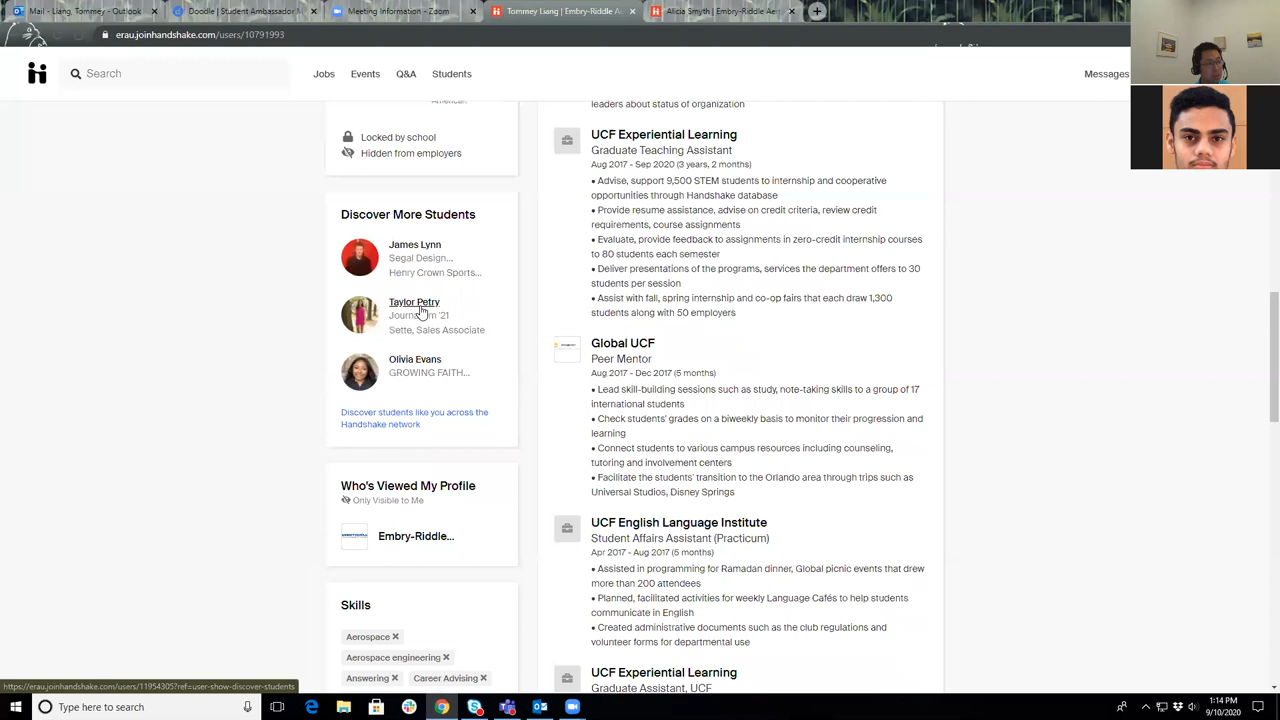 Mail - Liang, Tommey - Outlook
Doodle | Student Ambassador M
Meeting Information - Zoom
Tommey Liang | Embry-Riddle A
Alicia Smyth | Embry-Riddle Aer
erau.joinhandshake.com/users/10791993
Search
Jobs
Events
Q&A
Students
Messages
American
Locked by school
Hidden from employers
Discover More Students
James Lynn
Segal Design...
Henry Crown Sports...
Taylor Petry
Journalism '21
Sette, Sales Associate
Olivia Evans
GROWING FAITH...
Discover students like you across the
Handshake network
Who's Viewed My Profile
Only Visible to Me
Embry-Riddle...
Skills
Aerospace
Aerospace engineering
Answering
Career Advising
leaders about status of organization
UCF Experiential Learning
Graduate Teaching Assistant
Aug 2017 - Sep 2020 (3 years, 2 months)
• Advise, support 9,500 STEM students to internship and cooperative
opportunities through Handshake database
• Provide resume assistance, advise on credit criteria, review credit
requirements, course assignments
• Evaluate, provide feedback to assignments in zero-credit internship courses
to 80 students each semester
• Deliver presentations of the programs, services the department offers to 30
students per session
• Assist with fall, spring internship and co-op fairs that each draw 1,300
students along with 50 employers
Global UCF
Peer Mentor
Aug 2017 - Dec 2017 (5 months)
• Lead skill-building sessions such as study, note-taking skills to a group of 17
international students
• Check students' grades on a biweekly basis to monitor their progression and
learning
• Connect students to various campus resources including counseling,
tutoring and involvement centers
• Facilitate the students' transition to the Orlando area through trips such as
Universal Studios, Disney Springs
UCF English Language Institute
Student Affairs Assistant (Practicum)
Apr 2017 - Aug 2017 (5 months)
• Assisted in programming for Ramadan dinner, Global picnic events that drew
more than 200 attendees
• Planned, facilitated activities for weekly Language Cafés to help students
communicate in English
• Created administrative documents such as the club regulations and
volunteer forms for departmental use
UCF Experiential Learning
Graduate Assistant, UCF
https://erau.joinhandshake.com/users/11954305?ref=user-show-discover-students
Type here to search
1:14 PM
9/10/2020